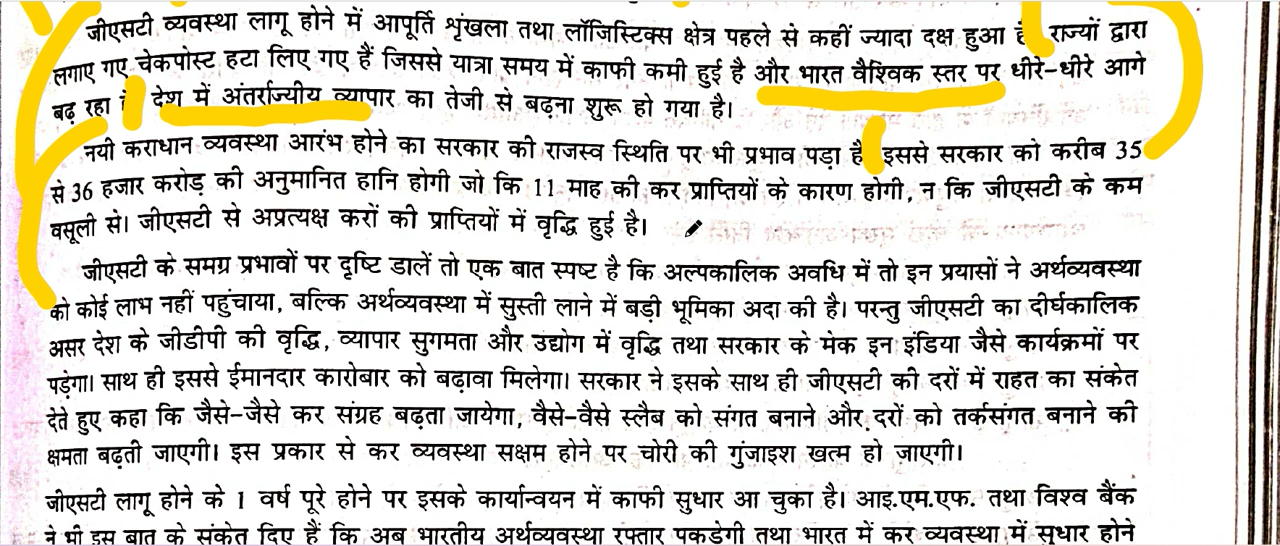 जीएसटी व्यवस्था लागू होने में आपूर्ति शृंखला तथा लॉजिस्टिक्स क्षेत्र पहले से कहीं ज्यादा दक्ष हुआ राज्यों द्वारा
लगाए गए चेकपोस्ट हटा लिए गए हैं जिससे यात्रा समय में काफी कमी हुई है और भारत वैश्विक स्तर पर धीरे-धीरे आगे
बढ़ रहा देश में अंतर्राज्यीय व्यापार का तेजी से बढ़ना शुरू हो गया है।
नयी कराधान व्यवस्था आरंभ होने का सरकार की राजस्व स्थिति पर भी प्रभाव पड़ा है इससे सरकार को करीब 35
से 36 हजार करोड़ की अनुमानित हानि होगी जो कि 11 माह की कर प्राप्तियों के कारण होगी, न कि जीएसटी के कम
वसूली से। जीएसटी से अप्रत्यक्ष करों की प्राप्तियों में वृद्धि हुई है।
जीएसटी के समग्र प्रभावों पर दृष्टि डालें तो एक बात स्पष्ट है कि अल्पकालिक अवधि में तो इन प्रयासों ने अर्थव्यवस्था
को कोई लाभ नहीं पहुंचाया, बल्कि अर्थव्यवस्था में सुस्ती लाने में बड़ी भूमिका अदा की है। परन्तु जीएसटी का दीर्घकालिक
असर देश के जीडीपी की वृद्धि, व्यापार सुगमता और उद्योग में वृद्धि तथा सरकार के मेक इन इंडिया जैसे कार्यक्रमों पर
पड़ेगा। साथ ही इससे ईमानदार कारोबार को बढ़ावा मिलेगा। सरकार ने इसके साथ ही जीएसटी की दरों में राहत का संकेत
देते हुए कहा कि जैसे-जैसे कर संग्रह बढ़ता जायेगा, वैसे-वैसे स्लैब को संगत बनाने और दरों को तर्कसंगत बनाने की
क्षमता बढ़ती जाएगी। इस प्रकार से कर व्यवस्था सक्षम होने पर चोरी की गुंजाइश खत्म हो जाएगी।
जीएसटी लागू होने के 1 वर्ष पूरे होने पर इसके कार्यान्वयन में काफी सुधार आ चुका है। आइ.एम.एफ. तथा विश्व बैंक
ने भी इस बात के संकेत दिए हैं कि अब भारतीय अर्थव्यवस्था रफ्तार पकड़ेगी तथा भारत में कर व्यवस्था में सुधार होने